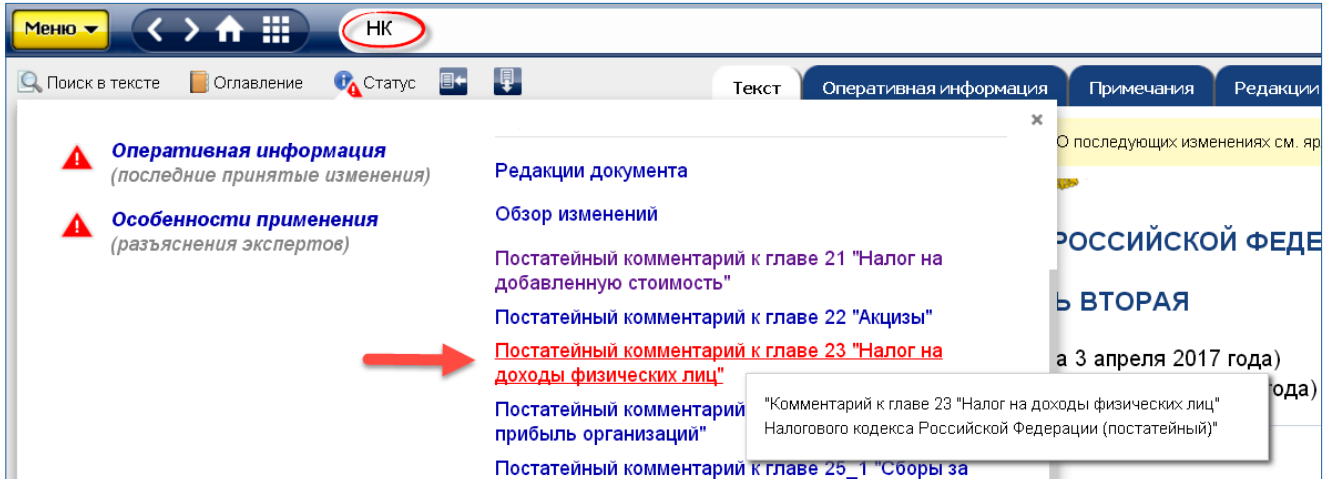 Меню
НК
Поиск в тексте
Оглавление
Статус
Текст
Оперативная информация
Примечания
Редакции
Оперативная информация
(последние принятые изменения)
Особенности применения
(разъяснения экспертов)
Редакции документа
Обзор изменений
Постатейный комментарий к главе 21 "Налог на
добавленную стоимость"
Постатейный комментарий к главе 22 "Акцизы"
Постатейный комментарий к главе 23 "Налог на
доходы физических лиц"
Постатейный комментарий
прибыль организаций"
Постатейный комментарий к главе 25_1 "Сборы за
"Комментарий к главе 23 "Налог на доходы физических лиц"
Налогового кодекса Российской Федерации (постатейный)"
О последующих изменениях см.
РОССИЙСКОЙ
ВТОРАЯ
а 3 апреля 2017 года)
года)